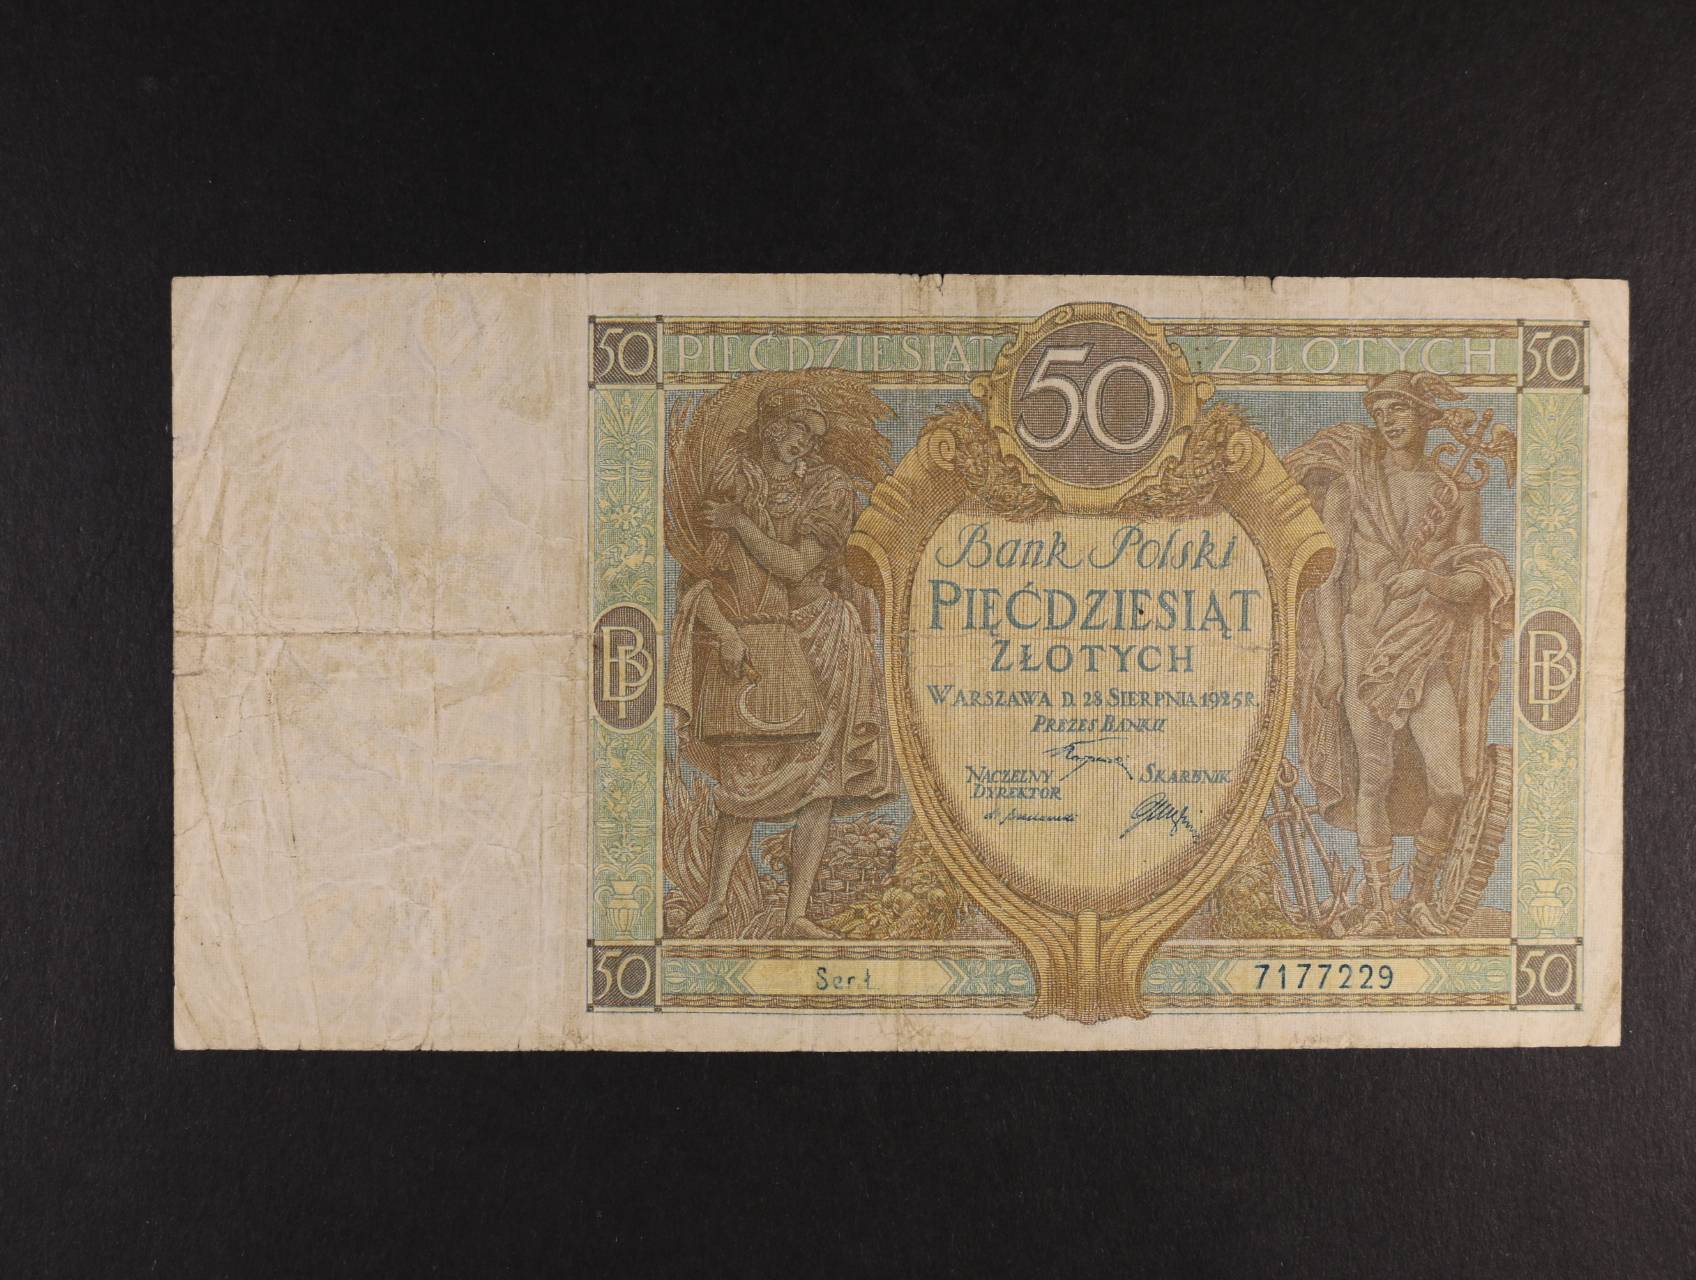 50 PIĘĆDZIESIĄT 50 ZŁOTYCH 50
Bank Polski
PIĘĆDZIESIĄT
ZŁOTYCH
BP BP
WARSZAWA D. 28 SIERPNIA 1925 R.
PREZES BANKU
NACZELNY SKARBNIK
DYREKTOR
50 Ser. Ł 7177229 50